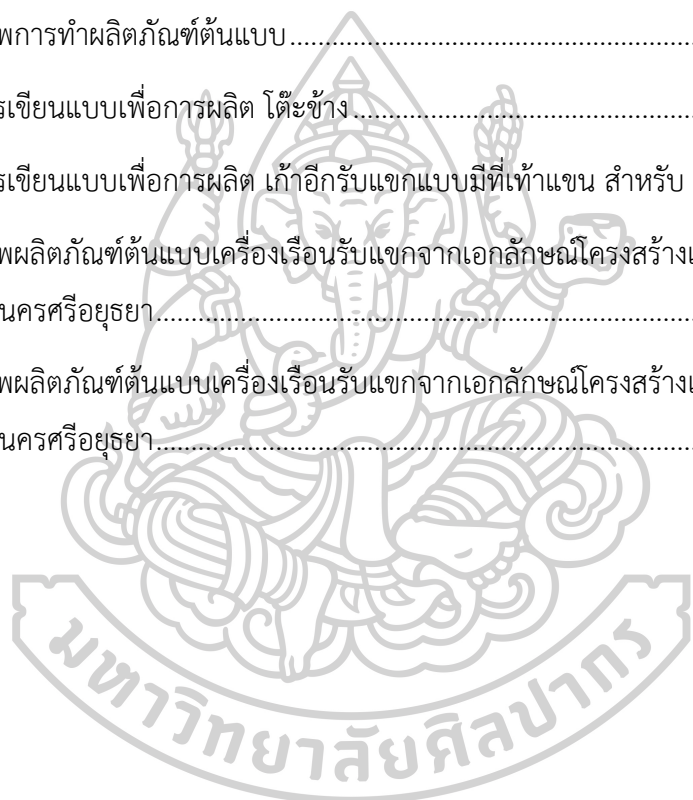 พการทำผลิตภัณฑ์ต้นแบบ
รเขียนแบบเพื่อการผลิต โต๊ะข้าง
รเขียนแบบเพื่อการผลิต เก้าอีกรับแขกแบบมีที่เท้าแขน สำหรับ
พผลิตภัณฑ์ต้นแบบเครื่องเรือนรับแขกจากเอกลักษณ์โครงสร้างเ
นครศรีอยุธยา
พผลิตภัณฑ์ต้นแบบเครื่องเรือนรับแขกจากเอกลักษณ์โครงสร้างเ
นครศรีอยุธยา
มหาวิทยาลัยศิลปากร